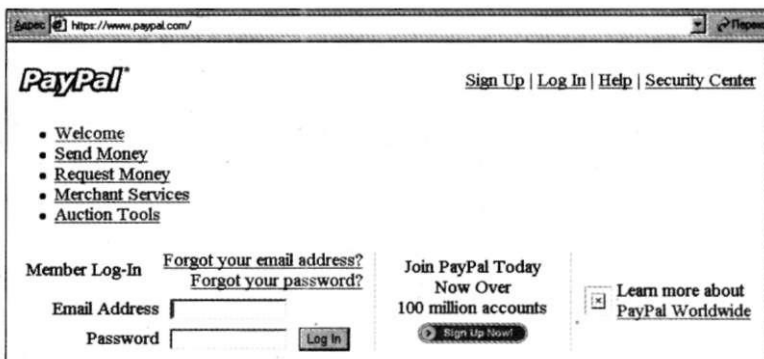 Адрес https://www.paypal.com/
PayPal
Sign Up | Log In | Help | Security Center
• Welcome
• Send Money
• Request Money
• Merchant Services
• Auction Tools
Member Log-In
Forgot your email address?
Forgot your password?
Email Address
Password
Log In
Join PayPal Today
Now Over
100 million accounts
Sign Up Now!
Learn more about
PayPal Worldwide